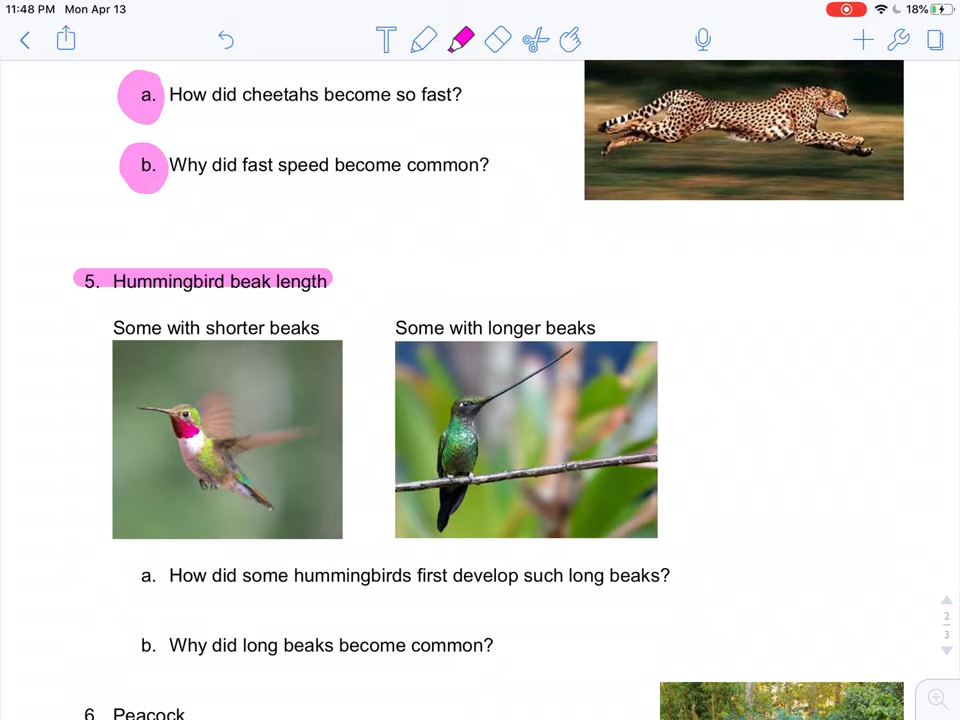 11:48 PM Mon Apr 13 18%
T
a. How did cheetahs become so fast?
b. Why did fast speed become common?
5. Hummingbird beak length
Some with shorter beaks Some with longer beaks
a. How did some hummingbirds first develop such long beaks?
b. Why did long beaks become common?
2
3
6. Peacock